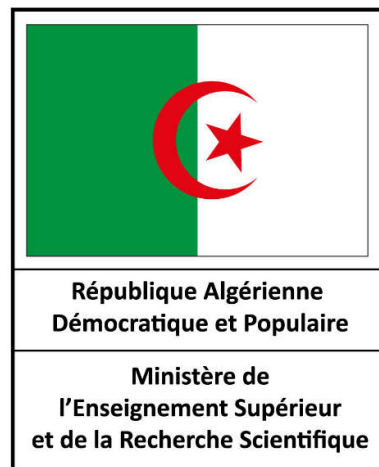 République Algérienne
Démocratique et Populaire
Ministère de
l'Enseignement Supérieur
et de la Recherche Scientifique